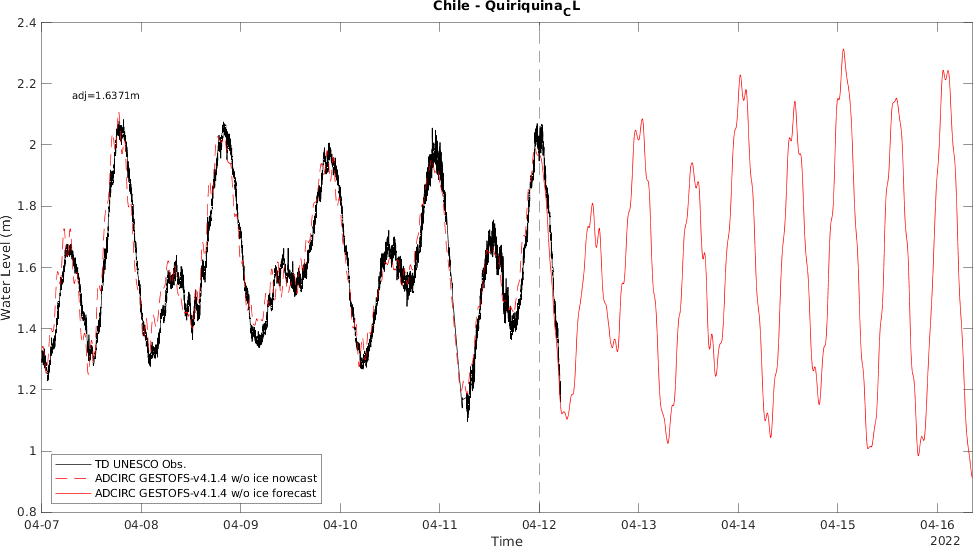 Chile - Quiriquina_CL
2.4
2.2
adj=1.6371m
2
1.8
1.6
1.4
1.2
1
0.8
Water Level (m)
TD UNESCO Obs.
ADCIRC GESTOFS-v4.1.4 w/o ice nowcast
ADCIRC GESTOFS-v4.1.4 w/o ice forecast
04-07 04-08 04-09 04-10 04-11 04-12 04-13 04-14 04-15 04-16
Time
2022